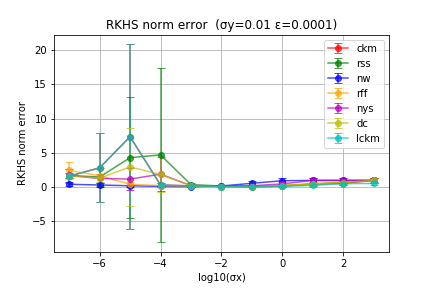 RKHS norm error (σy=0.01 ε=0.0001)
20
15
10
5
0
−5
RKHS norm error
−6
−4
−2
0
2
log10(σx)
ckm
rss
nw
rff
nys
dc
lckm